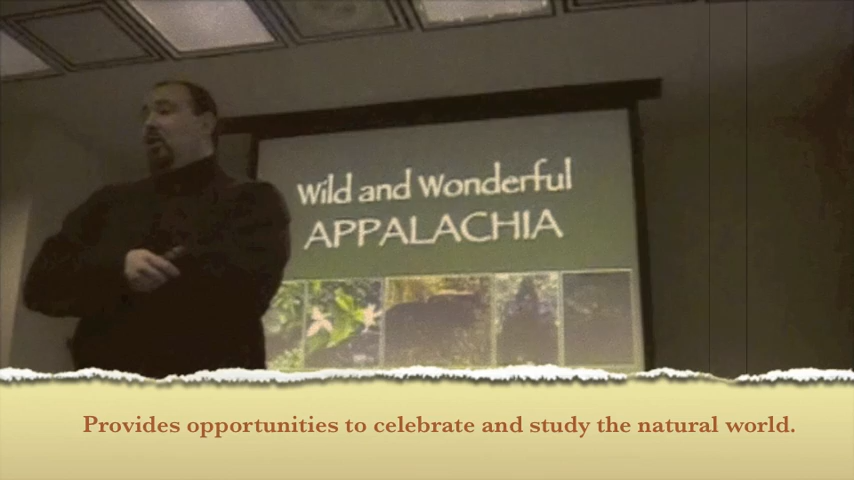 Wild and Wonderful
APPALACHIA
Provides opportunities to celebrate and study the natural world.